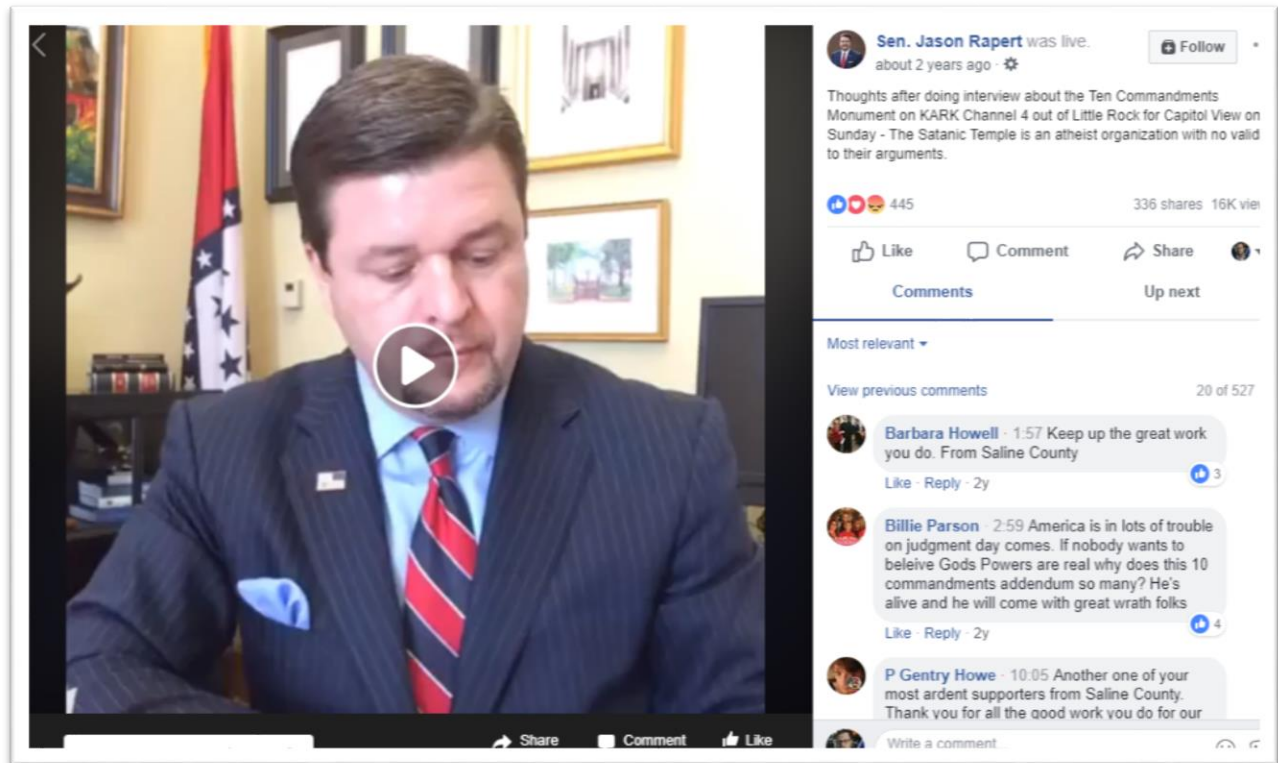 Sen. Jason Rapert was live.
Follow
about 2 years ago ·
Thoughts after doing interview about the Ten Commandments
Monument on KARK Channel 4 out of Little Rock for Capitol View on
Sunday - The Satanic Temple is an atheist organization with no valid
to their arguments.
445
336 shares 16K
Like
Comment
Share
Comments
Up next
Most relevant
View previous comments
20 of 527
Barbara Howell · 1:57 Keep up the great work
you do. From Saline County
3
Like · Reply · 2y
Billie Parson · 2:59 America is in lots of trouble
on judgment day comes. If nobody wants to
beleive Gods Powers are real why does this 10
commandments addendum so many? He's
alive and he will come with great wrath folks
4
Like · Reply · 2y
P Gentry Howe · 10:05 Another one of your
most ardent supporters from Saline County.
Thank you for all the good work you do for our
Write a comment...
Share
Comment
Like